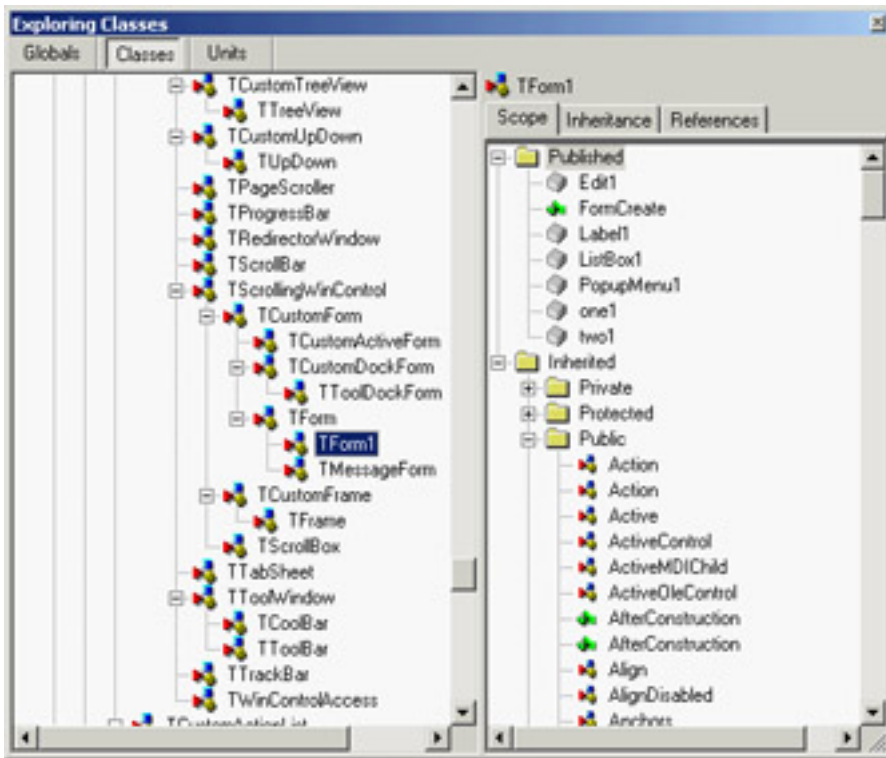 Exploring Classes
Globals Classes Units
TCustomTreeView
TTreeView
TCustomUpDown
TUpDown
TPageScroller
TProgressBar
TRedirectorWindow
TScrollBar
TScrollingWinControl
TCustomForm
TCustomActiveForm
TCustomDockForm
TToolDockForm
TForm
TForm1
TMessageForm
TCustomFrame
TFrame
TScrollBox
TTabSheet
TToolWindow
TCoolBar
TToolBar
TTrackBar
TWinControlAccess
TCustomActionList
TForm1
Scope Inheritance References
Published
Edit1
FormCreate
Label1
ListBox1
PopupMenu1
one1
two1
Inherited
Private
Protected
Public
Action
Action
Active
ActiveControl
ActiveMDIChild
ActiveOleControl
AfterConstruction
AfterConstruction
Align
AlignDisabled
Anchors